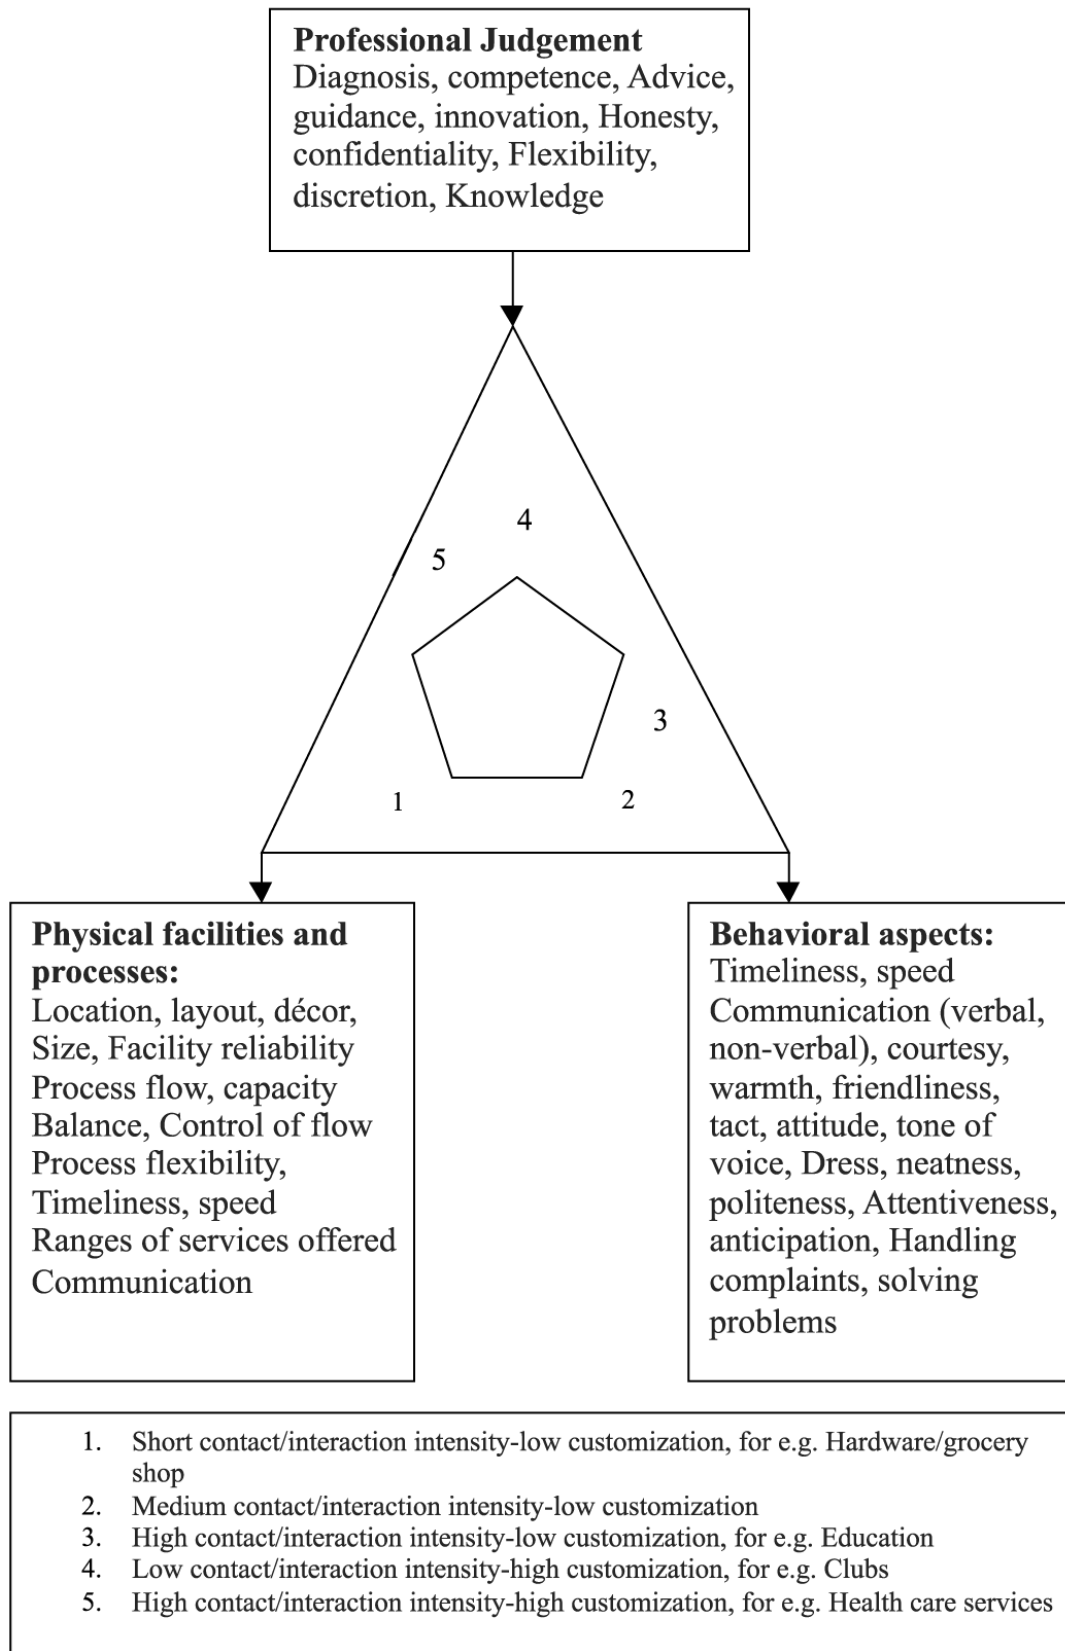 Professional Judgement
Diagnosis, competence, Advice,
guidance, innovation, Honesty,
confidentiality, Flexibility,
discretion, Knowledge
4
5
3
1
2
Physical facilities and
processes:
Location, layout, décor,
Size, Facility reliability
Process flow, capacity
Balance, Control of flow
Process flexibility,
Timeliness, speed
Ranges of services offered
Communication
Behavioral aspects:
Timeliness, speed
Communication (verbal,
non-verbal), courtesy,
warmth, friendliness,
tact, attitude, tone of
voice, Dress, neatness,
politeness, Attentiveness,
anticipation, Handling
complaints, solving
problems
1. Short contact/interaction intensity-low customization, for e.g. Hardware/grocery
shop
2. Medium contact/interaction intensity-low customization
3. High contact/interaction intensity-low customization, for e.g. Education
4. Low contact/interaction intensity-high customization, for e.g. Clubs
5. High contact/interaction intensity-high customization, for e.g. Health care services